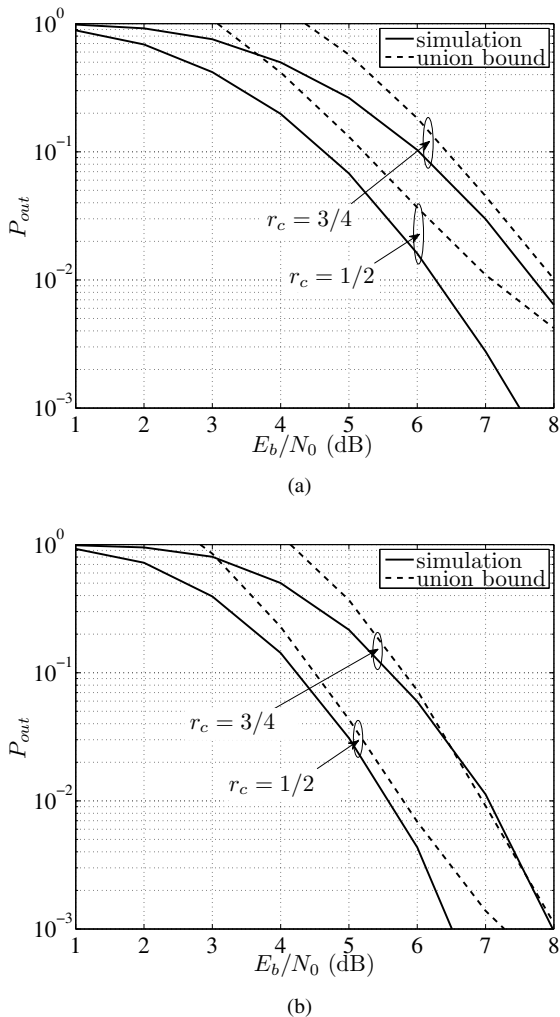 10^0
10^-1
10^-2
10^-3
P_out
simulation
union bound
r_c = 3/4
r_c = 1/2
1 2 3 4 5 6 7 8
E_b/N_0 (dB)
(a)
10^0
10^-1
10^-2
10^-3
P_out
simulation
union bound
r_c = 3/4
r_c = 1/2
1 2 3 4 5 6 7 8
E_b/N_0 (dB)
(b)